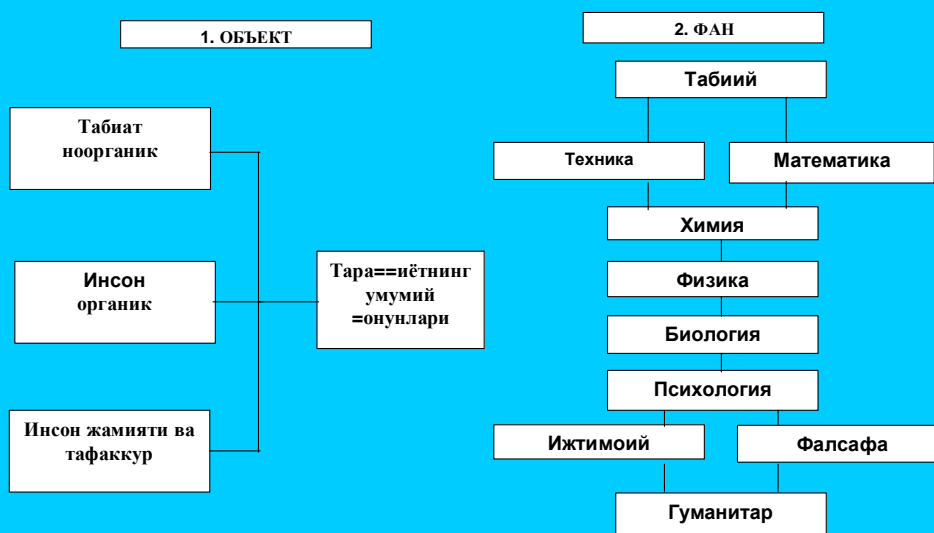 1. ОБЪЕКТ
Табиат
ноорганик
Инсон
органик
Инсон жамияти ва
тафаккур
Тара==иётнинг
умумий
=онунлари
2. ФАН
Табиий
Техника
Математика
Химия
Физика
Биология
Психология
Ижтимоий
Фалсафа
Гуманитар